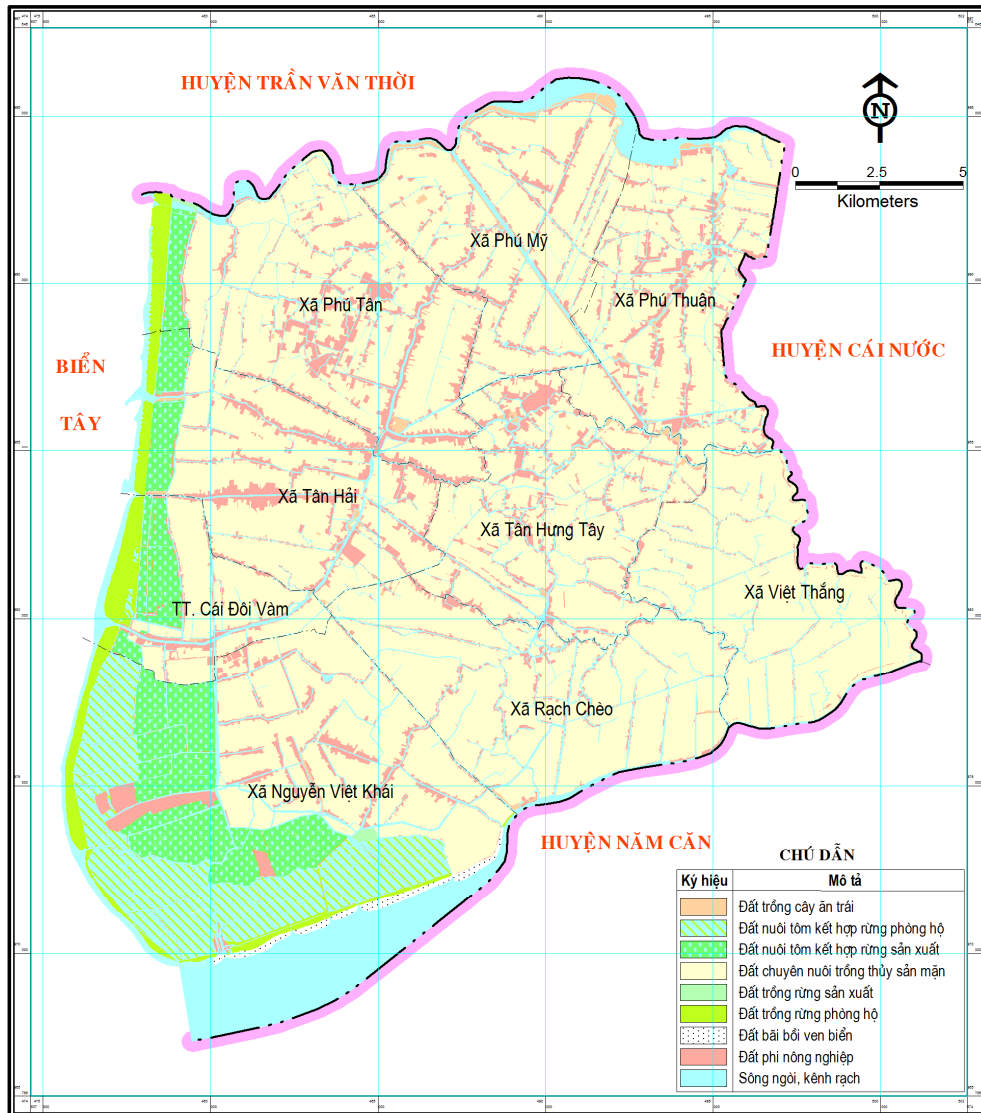 HUYỆN TRẦN VĂN THỜI
N
0 2.5 5
Kilometers
Xã Phú Mỹ
Xã Phú Tân
Xã Phú Thuận
BIỂN
TÂY
HUYỆN CÁI NƯỚC
Xã Tân Hải
Xã Tân Hưng Tây
Xã Việt Thắng
TT. Cái Đôi Vàm
Xã Rạch Chèo
Xã Nguyễn Việt Khái
HUYỆN NĂM CĂN
CHÚ DẪN
Ký hiệu Mô tả
Đất trồng cây ăn trái
Đất nuôi tôm kết hợp rừng phòng hộ
Đất nuôi tôm kết hợp rừng sản xuất
Đất chuyên nuôi trồng thủy sản mặn
Đất trồng rừng sản xuất
Đất trồng rừng phòng hộ
Đất bãi bồi ven biển
Đất phi nông nghiệp
Sông ngòi, kênh rạch